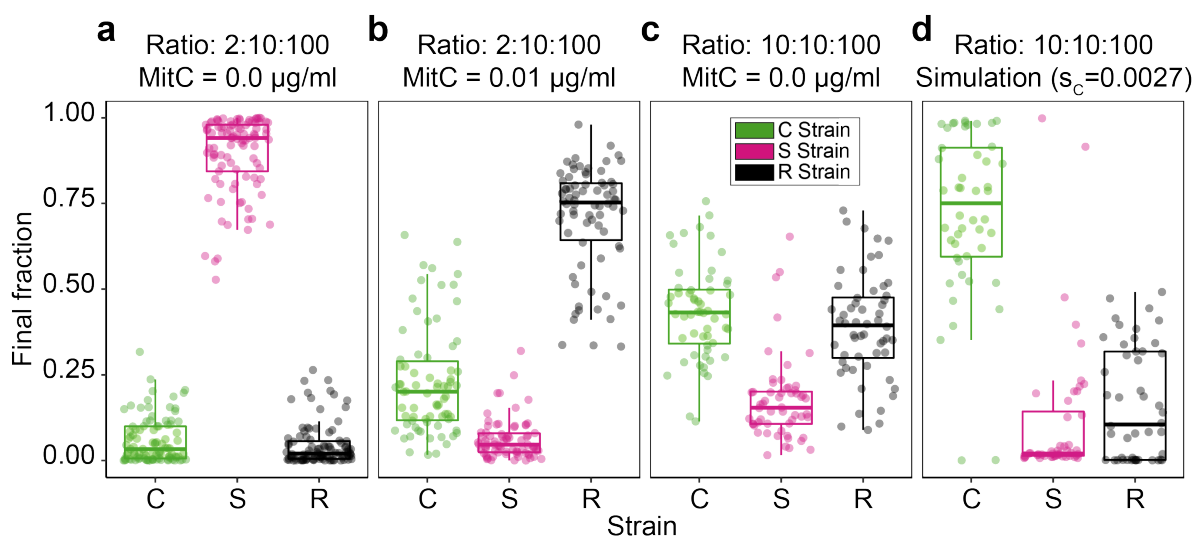 a
Ratio: 2:10:100
MitC = 0.0 µg/ml
b
Ratio: 2:10:100
MitC = 0.01 µg/ml
c
Ratio: 10:10:100
MitC = 0.0 µg/ml
d
Ratio: 10:10:100
Simulation (sC=0.0027)
Final fraction
1.00
0.75
0.50
0.25
0.00
C Strain
S Strain
R Strain
C S R
C S R
C S R
C S R
Strain